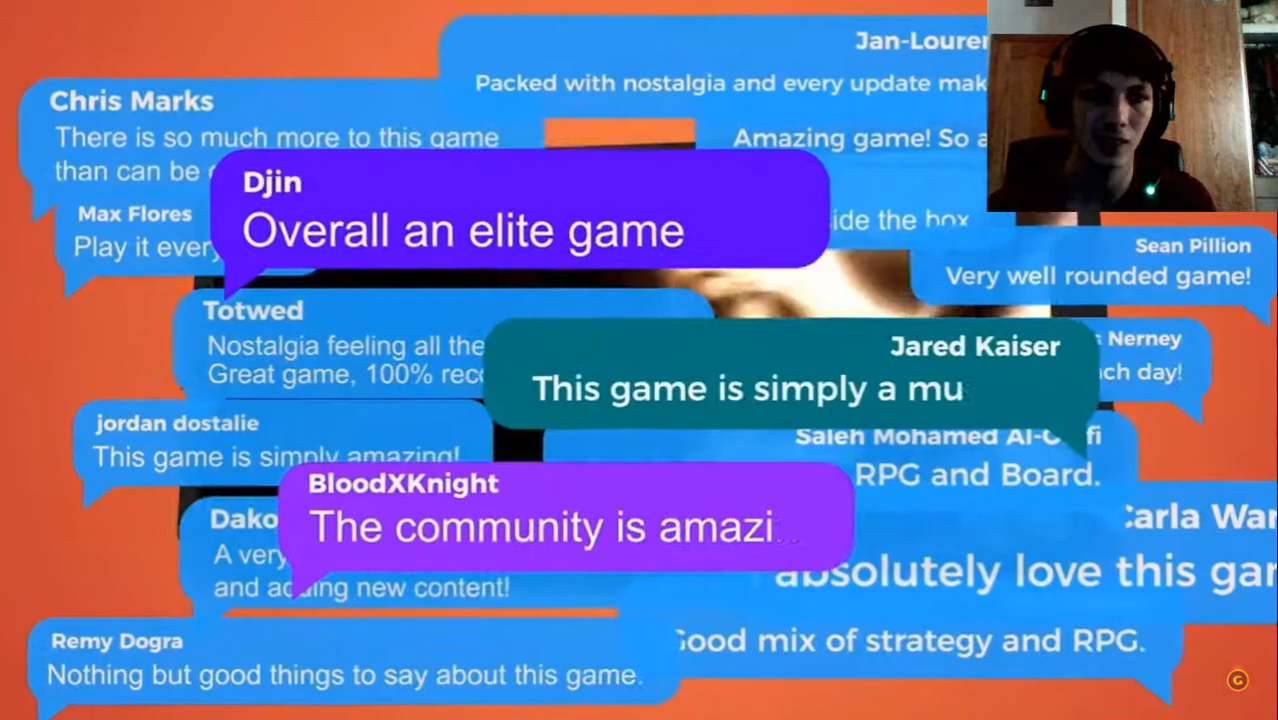 Jan-Lourer
Packed with nostalgia and every update mak
Chris Marks
There is so much more to this game
than can be
Amazing game! So a
Djin
Overall an elite game
Max Flores
Play it ever
side the box
Sean Pillion
Very well rounded game!
Totwed
Nostalgia feeling all the
Great game, 100% rec
Jared Kaiser
This game is simply a mu
Nerney
ch day!
jordan dostalie
This game is simply amazing!
Saleh Mohamed Al-
RPG and Board.
BloodXKnight
The community is amazi
Dako
A very
and adding new content!
Carla War
absolutely love this gar
Remy Dogra
Nothing but good things to say about this game.
Good mix of strategy and RPG.
G